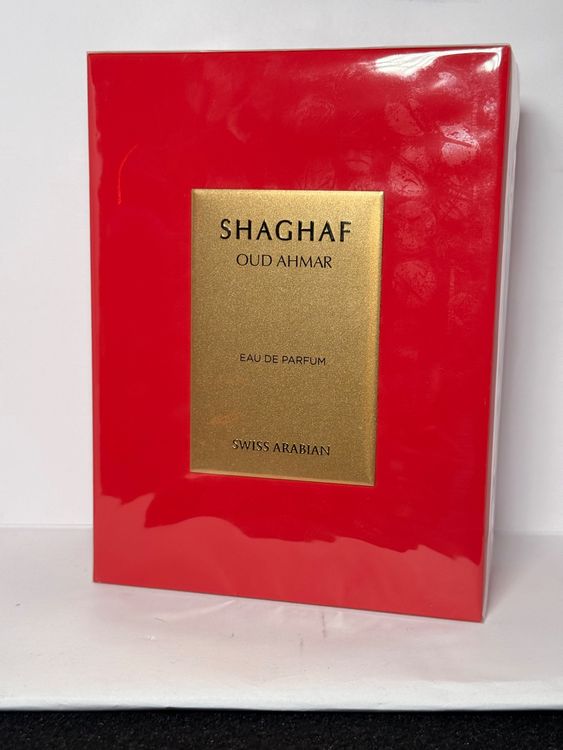 SHAGHAF
OUD AHMAR
EAU DE PARFUM
SWISS ARABIAN